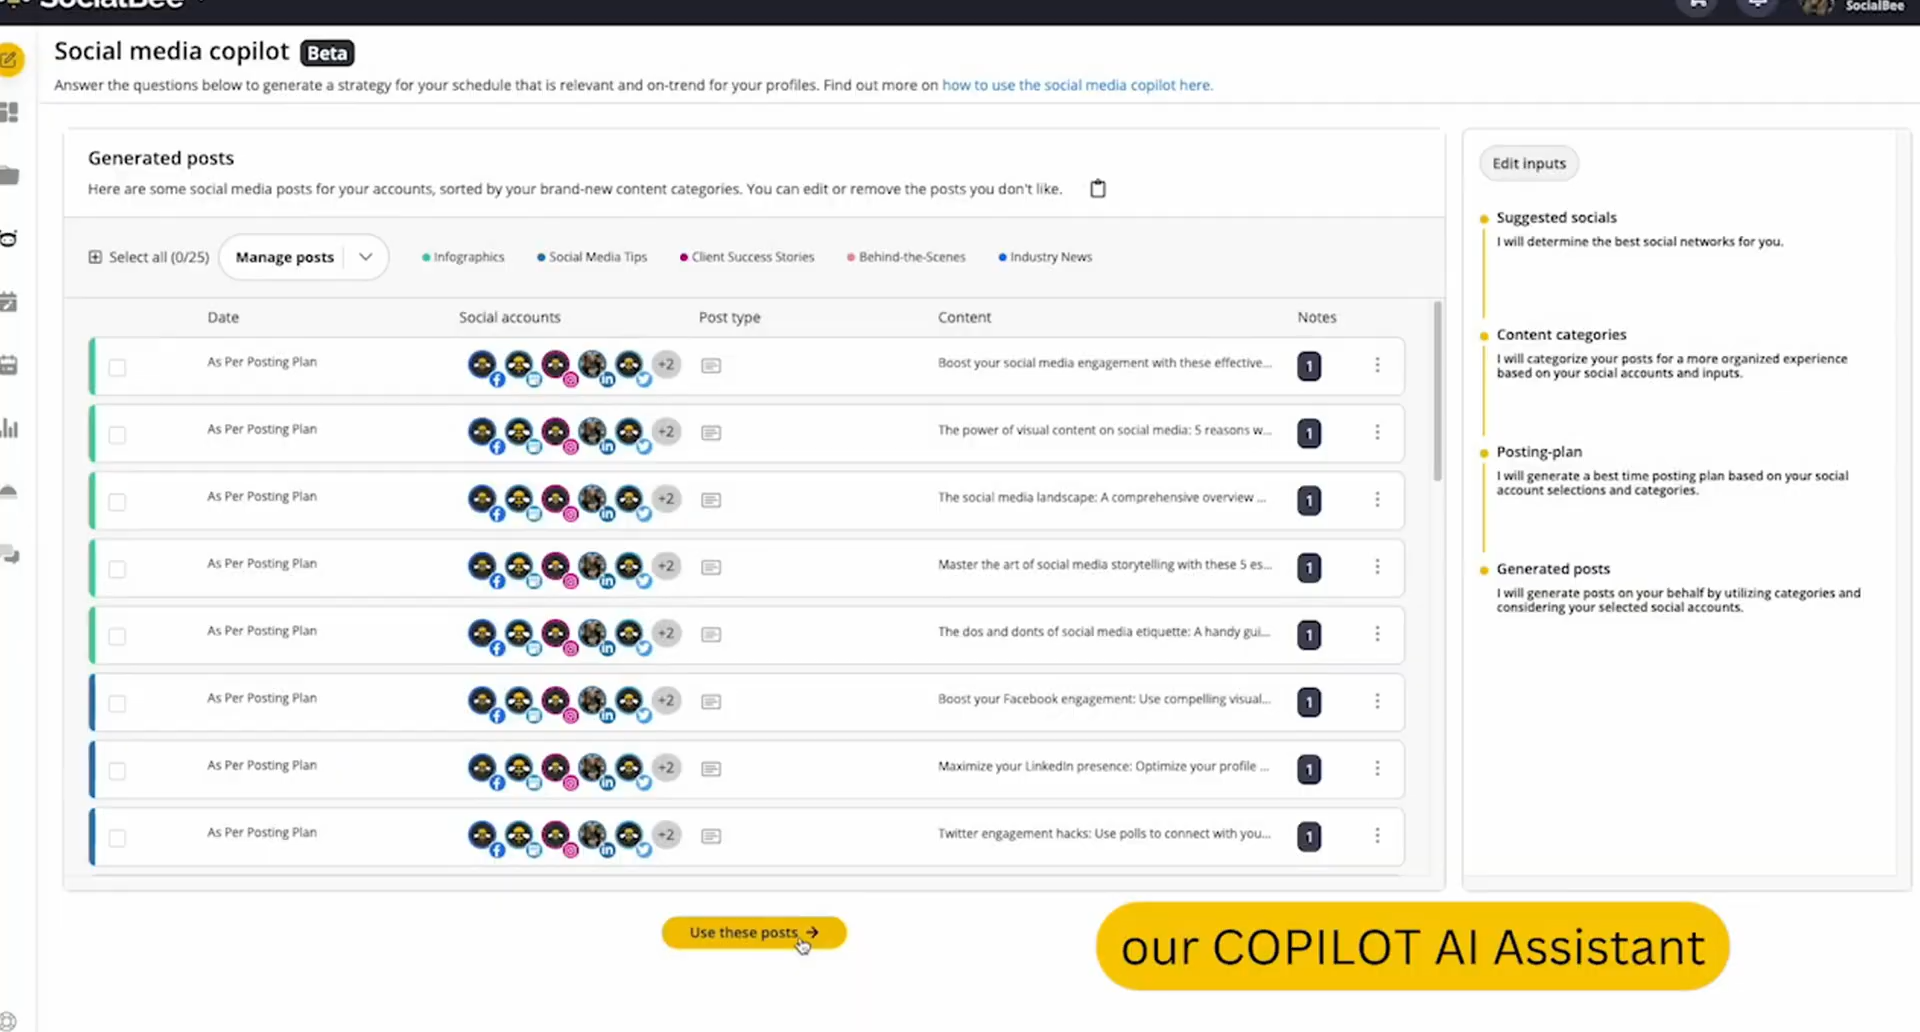 SocialBee
SocialBee
Social media copilot Beta
Answer the questions below to generate a strategy for your schedule that is relevant and on-trend for your profiles. Find out more on how to use the social media copilot here.
Generated posts
Here are some social media posts for your accounts, sorted by your brand-new content categories. You can edit or remove the posts you don't like.
Select all (0/25) Manage posts Infographics Social Media Tips Client Success Stories Behind-the-Scenes Industry News
Date Social accounts Post type Content Notes
As Per Posting Plan +2 Boost your social media engagement with these effective... 1
As Per Posting Plan +2 The power of visual content on social media: 5 reasons w... 1
As Per Posting Plan +2 The social media landscape: A comprehensive overview ... 1
As Per Posting Plan +2 Master the art of social media storytelling with these 5 es... 1
As Per Posting Plan +2 The dos and donts of social media etiquette: A handy gui... 1
As Per Posting Plan +2 Boost your Facebook engagement: Use compelling visual... 1
As Per Posting Plan +2 Maximize your LinkedIn presence: Optimize your profile ... 1
As Per Posting Plan +2 Twitter engagement hacks: Use polls to connect with you... 1
Edit inputs
Suggested socials
I will determine the best social networks for you.
Content categories
I will categorize your posts for a more organized experience
based on your social accounts and inputs.
Posting-plan
I will generate a best time posting plan based on your social
account selections and categories.
Generated posts
I will generate posts on your behalf by utilizing categories and
considering your selected social accounts.
Use these posts
our COPILOT AI Assistant